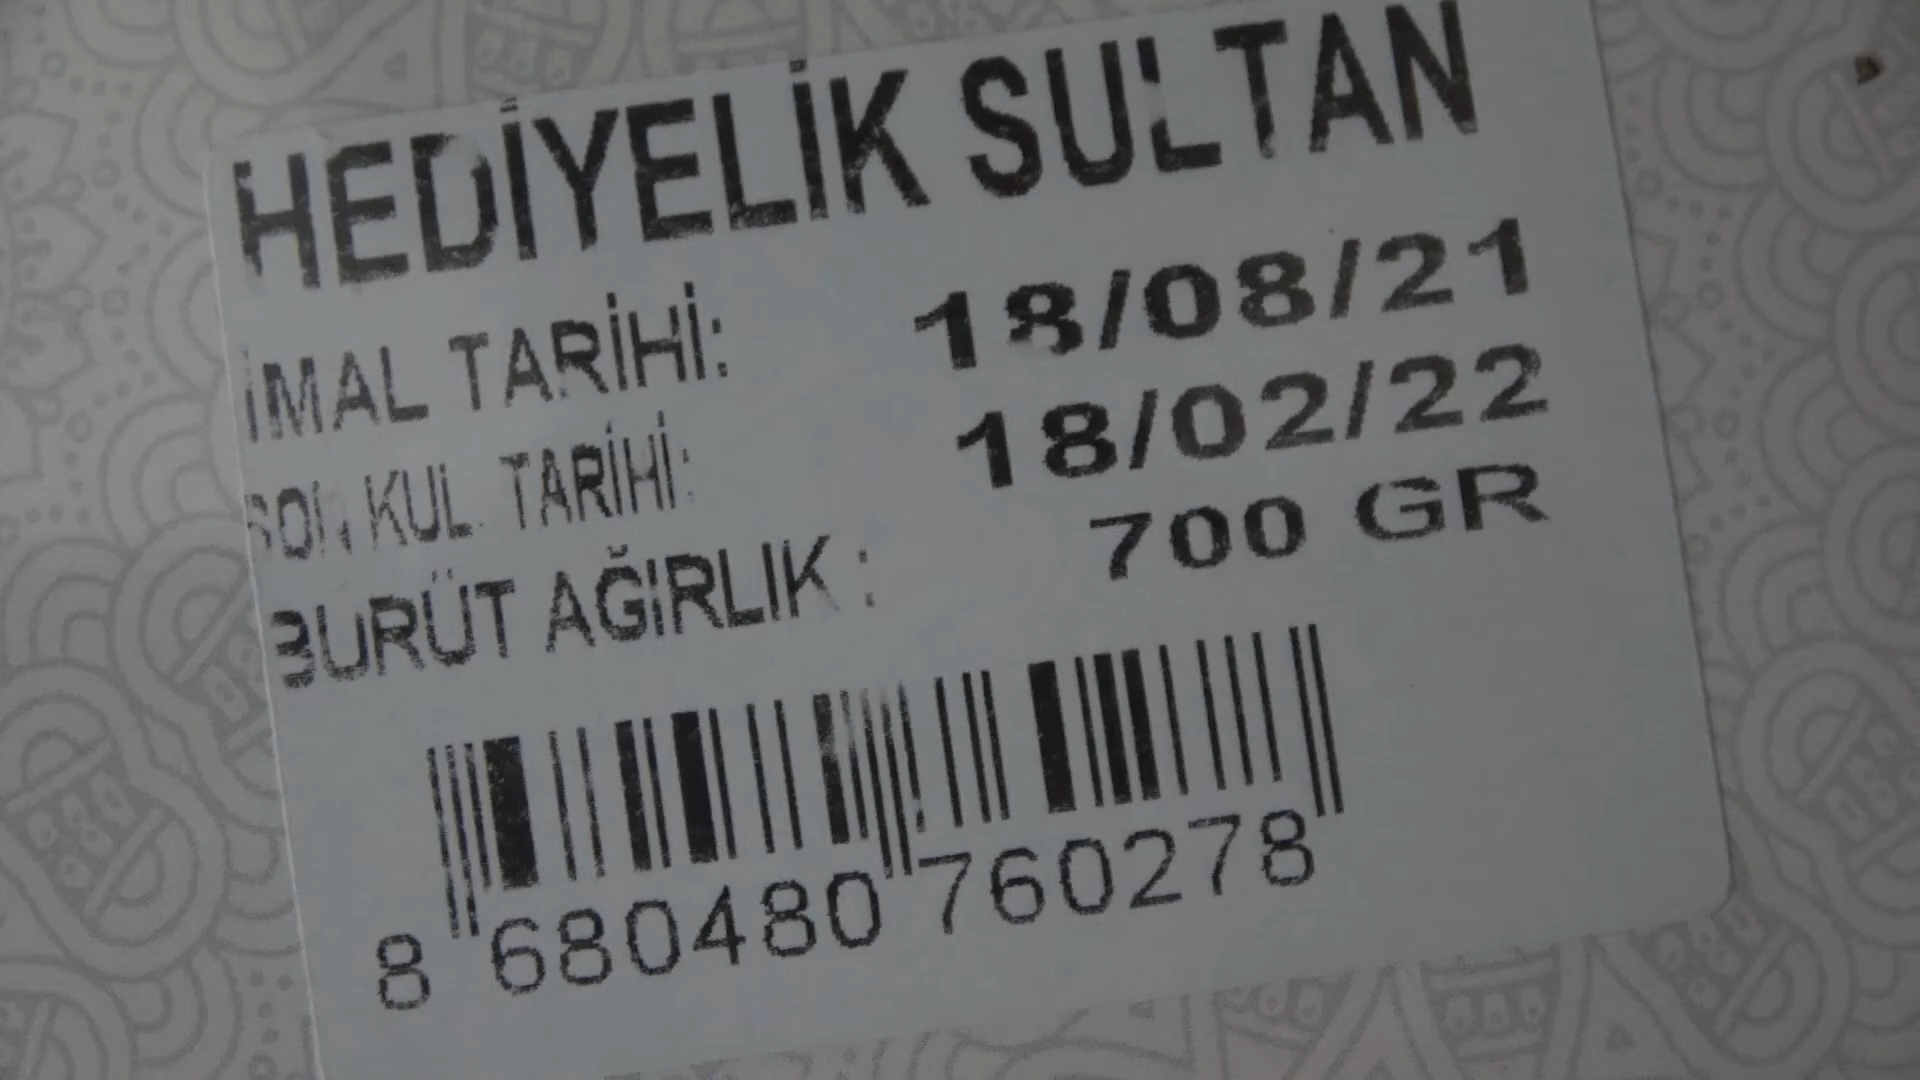 HEDİYELİK SULTAN
İMAL TARİHİ: 18/08/21
SON KUL. TARİHİ: 18/02/22
BURÜT AĞIRLIK : 700 GR
8 680480 760278